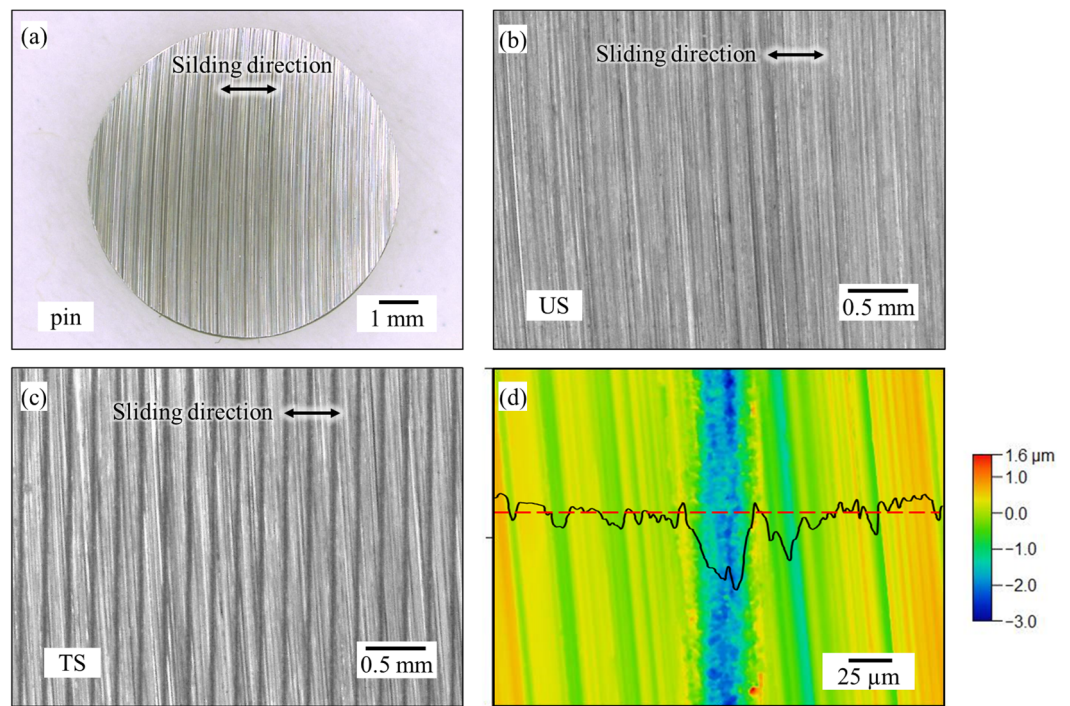 (a)
Silding direction
pin
1 mm
(b)
Sliding direction
US
0.5 mm
(c)
Sliding direction
TS
0.5 mm
(d)
25 µm
1.6 µm
1.0
0.0
−1.0
−2.0
−3.0